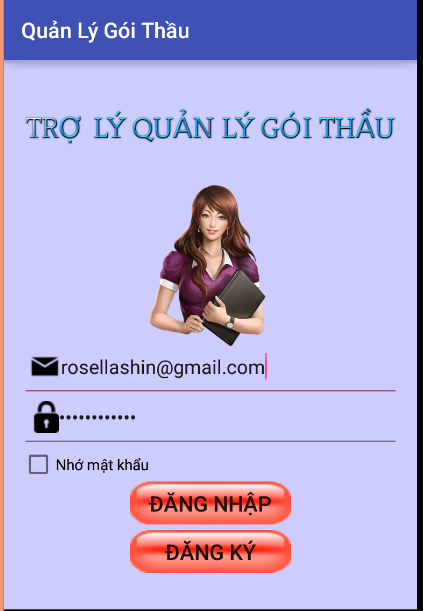 Quản Lý Gói Thầu
TRỢ LÝ QUẢN LÝ GÓI THẦU
rosellashin@gmail.com
••••••••••••
Nhớ mật khẩu
ĐĂNG NHẬP
ĐĂNG KÝ